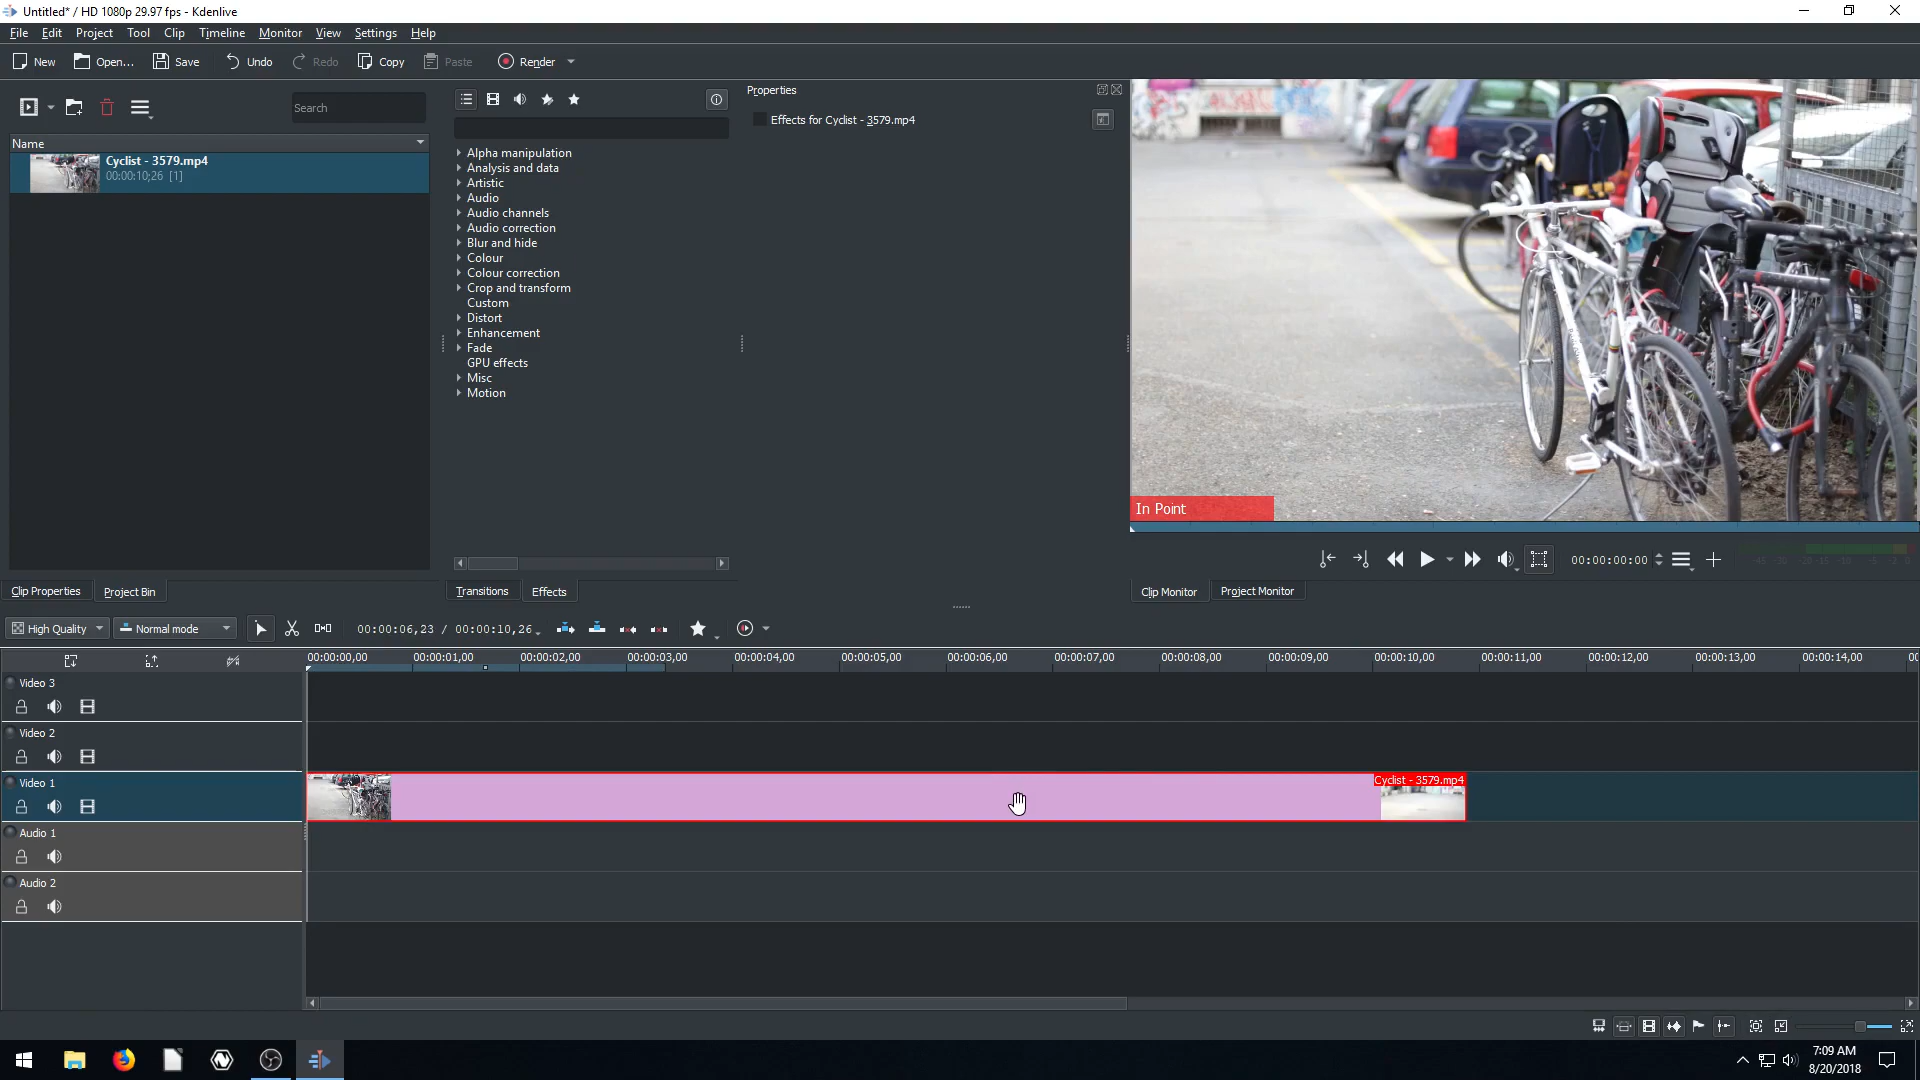 Untitled* / HD 1080p 29.97 fps - Kdenlive
File Edit Project Tool Clip Timeline Monitor View Settings Help
New Open... Save Undo Redo Copy Paste Render
Search
Name
Cyclist - 3579.mp4
00:00:10;26 [1]
Clip Properties Project Bin
Alpha manipulation
Analysis and data
Artistic
Audio
Audio channels
Audio correction
Blur and hide
Colour
Colour correction
Crop and transform
Custom
Distort
Enhancement
Fade
GPU effects
Misc
Motion
Transitions Effects
Properties
Effects for Cyclist - 3579.mp4
In Point
00:00:00:00
Clip Monitor Project Monitor
High Quality Normal mode 00:00:06,23 / 00:00:10,26
00:00:00,00 00:00:01,00 00:00:02,00 00:00:03,00 00:00:04,00 00:00:05,00 00:00:06,00 00:00:07,00 00:00:08,00 00:00:09,00 00:00:10,00 00:00:11,00 00:00:12,00 00:00:13,00 00:00:14,00
Video 3
Video 2
Video 1
Cyclist - 3579.mp4
Audio 1
Audio 2
7:09 AM
8/20/2018